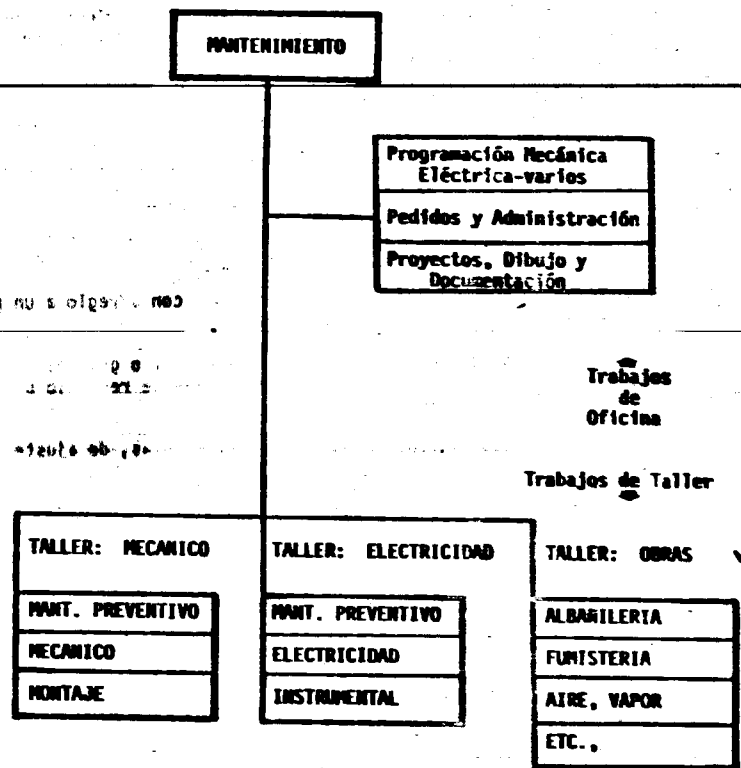 MANTENIMIENTO
Programación Mecánica
Eléctrica-varios
Pedidos y Administración
Proyectos, Dibujo y
Documentación
Trabajos
de
Oficina
Trabajos de Taller
TALLER: MECANICO
MANT. PREVENTIVO
MECANICO
MONTAJE
TALLER: ELECTRICIDAD
MANT. PREVENTIVO
ELECTRICIDAD
INSTRUMENTAL
TALLER: OBRAS
ALBAÑILERIA
FUMISTERIA
AIRE, VAPOR
ETC.,